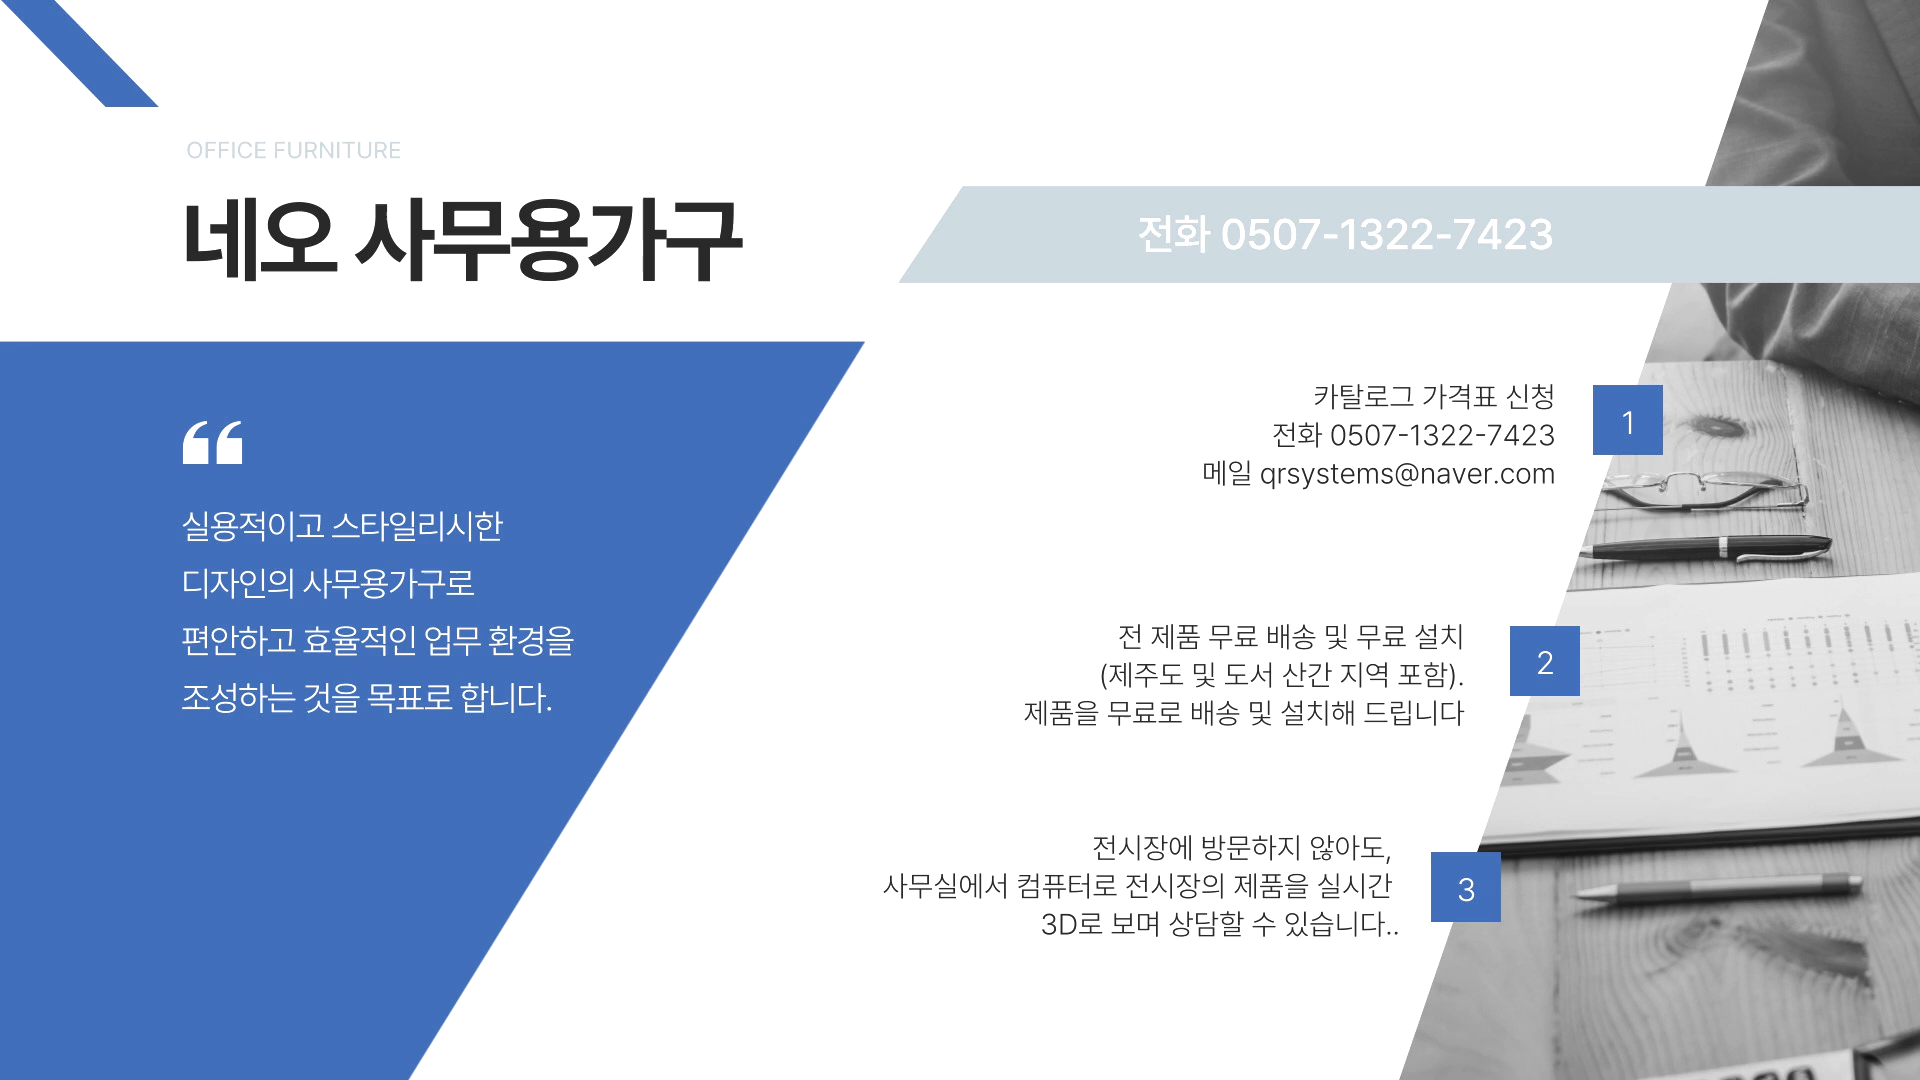 OFFICE FURNITURE
네오 사무용가구
전화 0507-1322-7423
실용적이고 스타일리시한
디자인의 사무용가구로
편안하고 효율적인 업무 환경을
조성하는 것을 목표로 합니다.
카탈로그 가격표 신청
전화 0507-1322-7423
메일 qrsystems@naver.com
1
전 제품 무료 배송 및 무료 설치
(제주도 및 도서 산간 지역 포함).
제품을 무료로 배송 및 설치해 드립니다
2
전시장에 방문하지 않아도,
사무실에서 컴퓨터로 전시장의 제품을 실시간
3D로 보며 상담할 수 있습니다..
3